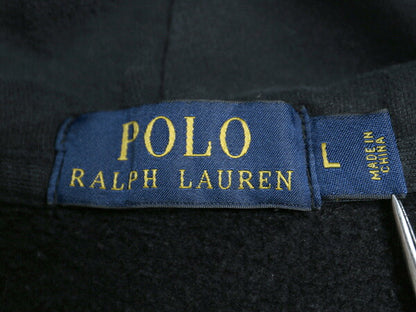 POLO
RALPH LAUREN
L
MADE IN
CHINA